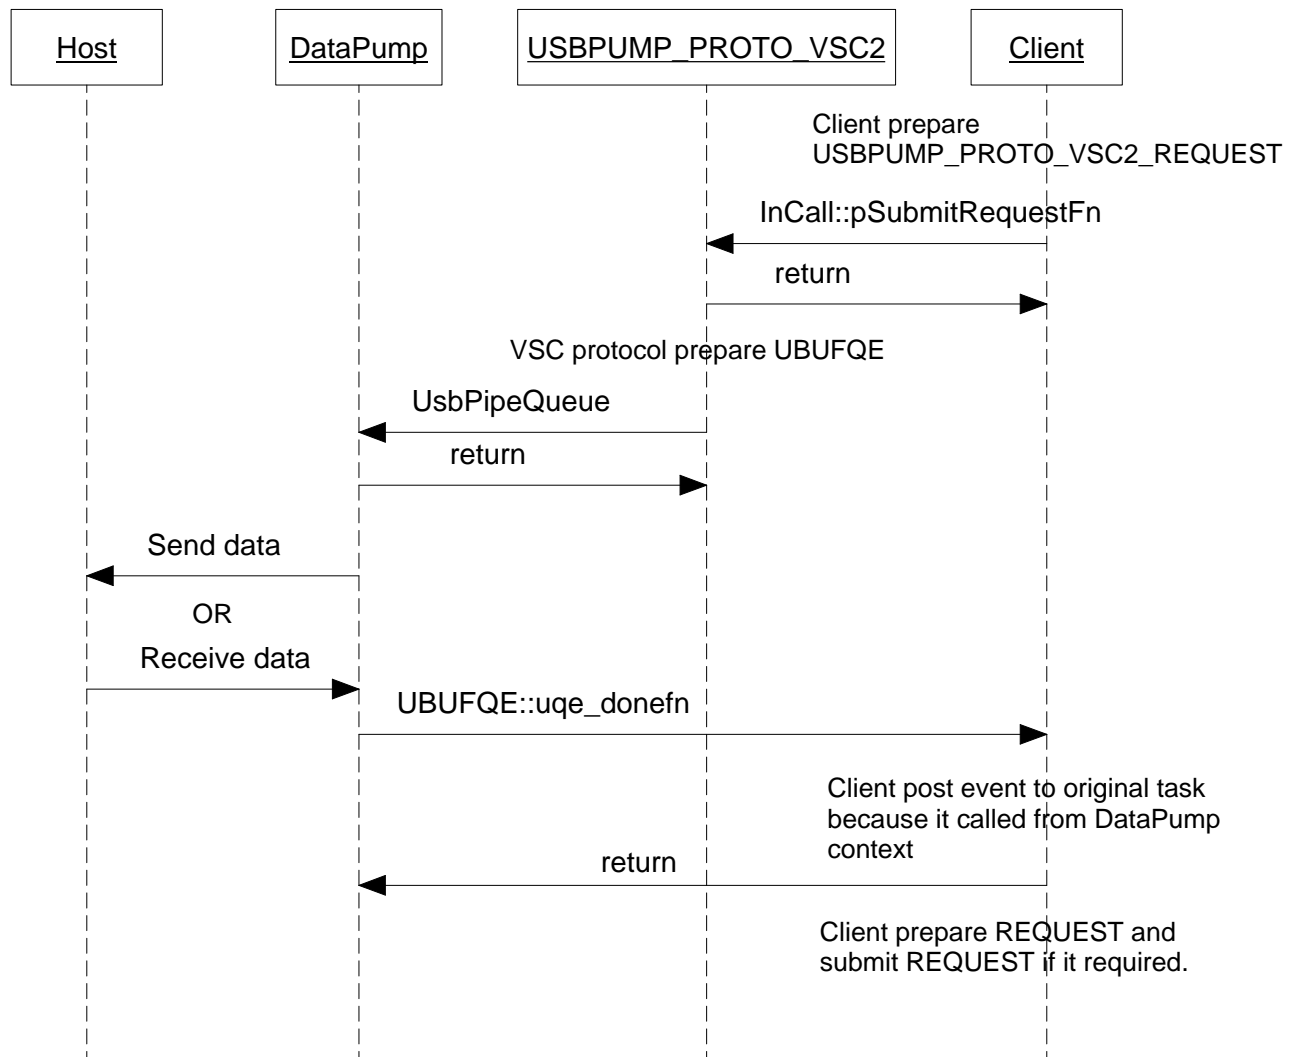 Host
DataPump
USBPUMP_PROTO_VSC2
Client
Client prepare
USBPUMP_PROTO_VSC2_REQUEST
InCall::pSubmitRequestFn
return
VSC protocol prepare UBUFQE
UsbPipeQueue
return
Send data
OR
Receive data
UBUFQE::uqe_donefn
Client post event to original task
because it called from DataPump
context
return
Client prepare REQUEST and
submit REQUEST if it required.